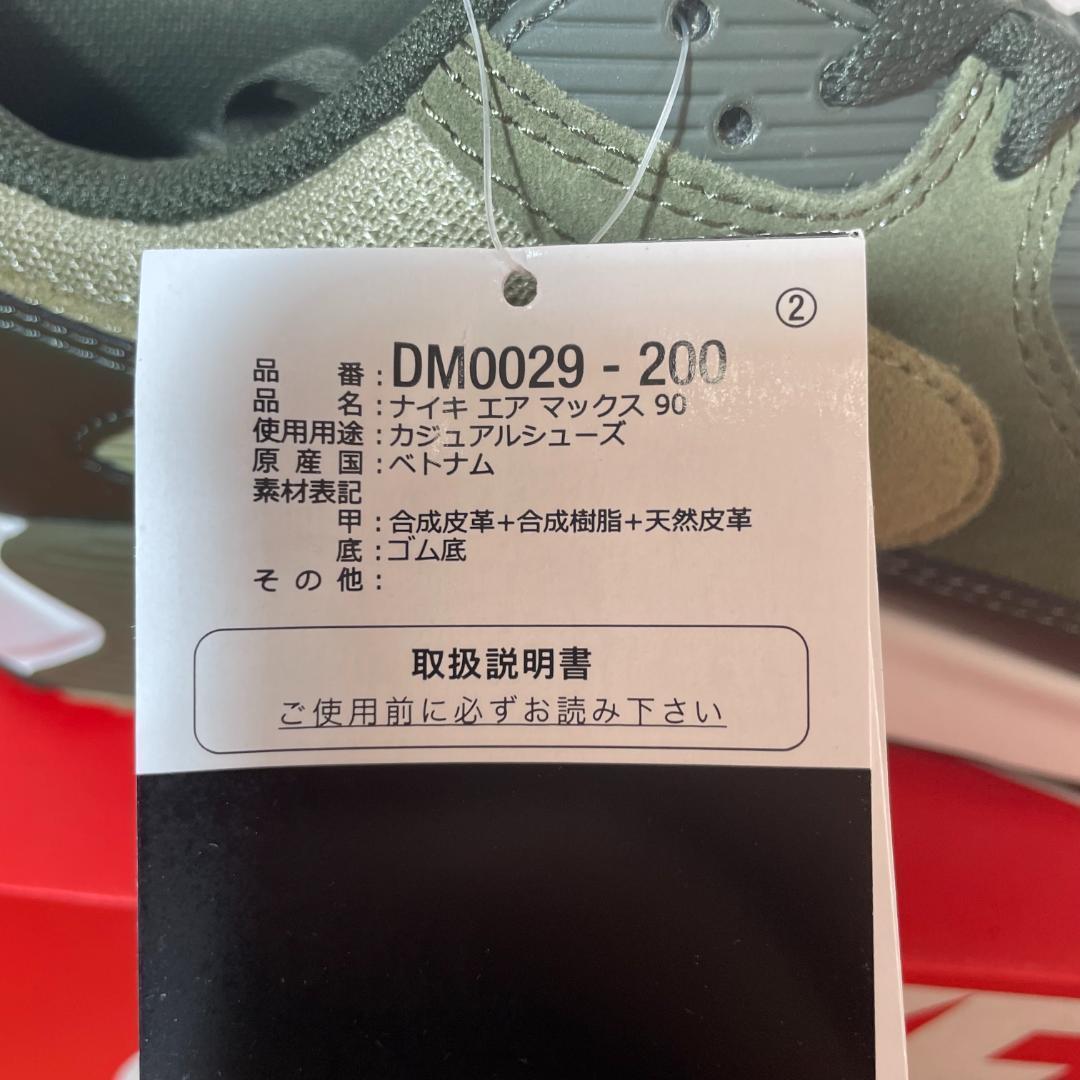 ②
品番:DM0029-200
品名:ナイキ エア マックス 90
使用用途:カジュアルシューズ
原産国:ベトナム
素材表記
甲:合成皮革+合成樹脂+天然皮革
底:ゴム底
その他:
取扱説明書
ご使用前に必ずお読み下さい